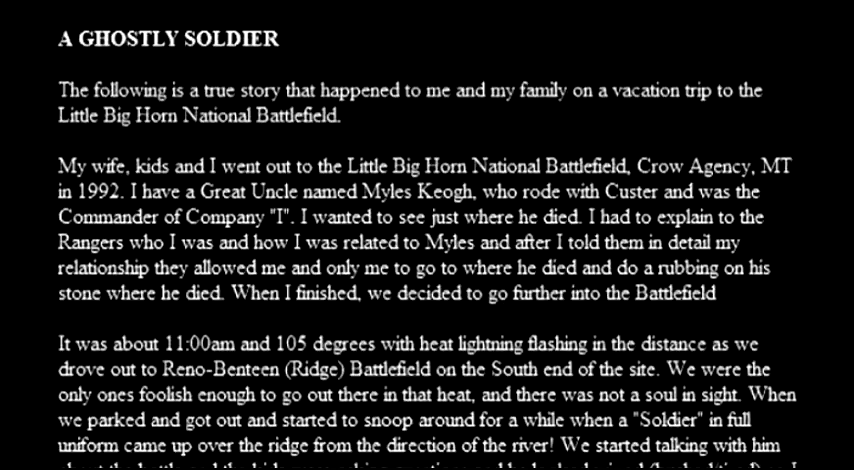 A GHOSTLY SOLDIER
The following is a true story that happened to me and my family on a vacation trip to the
Little Big Horn National Battlefield.
My wife, kids and I went out to the Little Big Horn National Battlefield, Crow Agency, MT
in 1992. I have a Great Uncle named Myles Keogh, who rode with Custer and was the
Commander of Company "I". I wanted to see just where he died. I had to explain to the
Rangers who I was and how I was related to Myles and after I told them in detail my
relationship they allowed me and only me to go to where he died and do a rubbing on his
stone where he died. When I finished, we decided to go further into the Battlefield
It was about 11:00am and 105 degrees with heat lightning flashing in the distance as we
drove out to Reno-Benteen (Ridge) Battlefield on the South end of the site. We were the
only ones foolish enough to go out there in that heat, and there was not a soul in sight. When
we parked and got out and started to snoop around for a while when a "Soldier" in full
uniform came up over the ridge from the direction of the river! We started talking with him